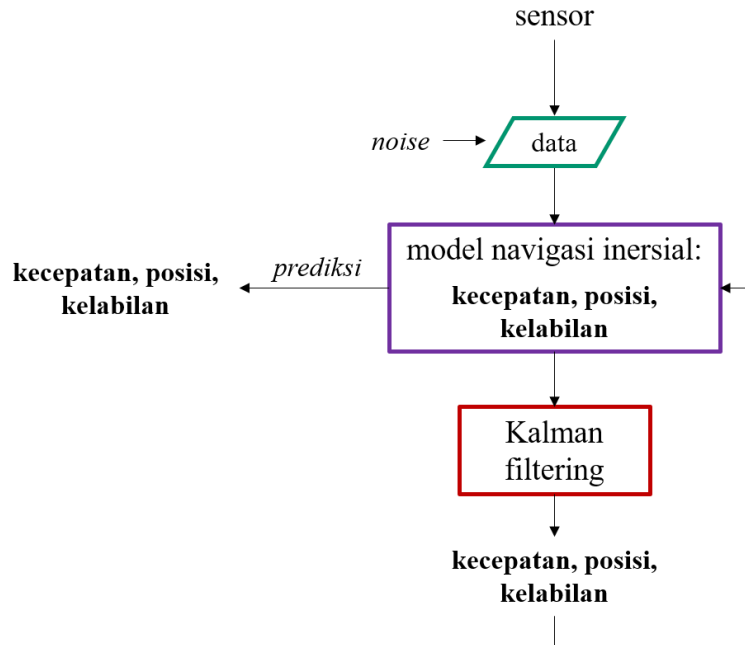 sensor
noise
data
model navigasi inersial:
kecepatan, posisi,
kelabilan
prediksi
kecepatan, posisi,
kelabilan
Kalman
filtering
kecepatan, posisi,
kelabilan